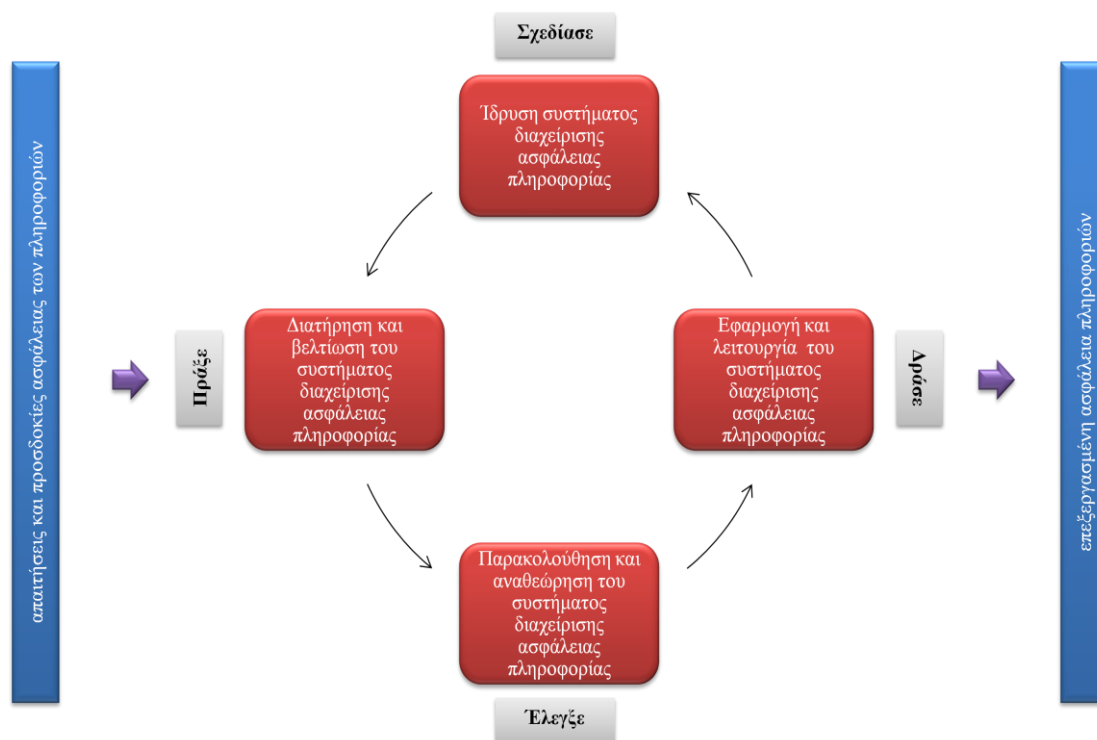 Σχεδίασε
Ίδρυση συστήματος
διαχείρισης
ασφάλειας
πληροφορίας
απαιτήσεις και προσδοκίες ασφάλειας των πληροφοριών
Πράξε
Διατήρηση και
βελτίωση του
συστήματος
διαχείρισης
ασφάλειας
πληροφορίας
Εφαρμογή και
λειτουργία του
συστήματος
διαχείρισης
ασφάλειας
πληροφορίας
Δράσε
επεξεργασμένη ασφάλεια πληροφοριών
Παρακολούθηση και
αναθεώρηση του
συστήματος
διαχείρισης
ασφάλειας
πληροφορίας
Έλεγξε